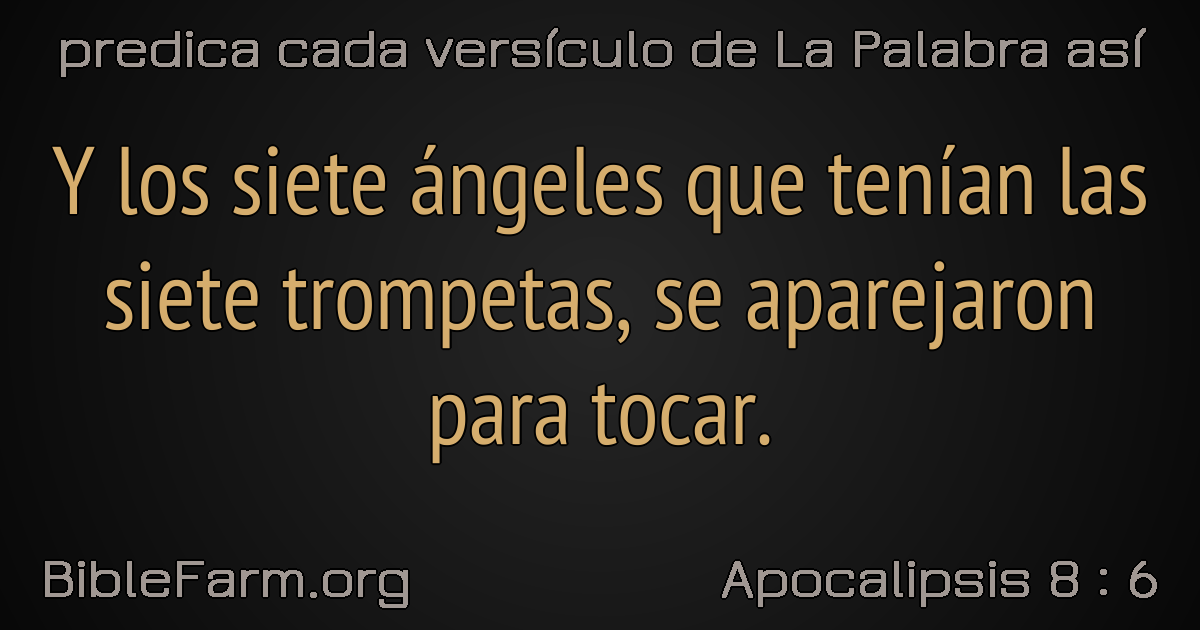 predica cada versículo de La Palabra así
Y los siete ángeles que tenían las
siete trompetas, se aparejaron
para tocar.
BibleFarm.org
Apocalipsis 8 : 6